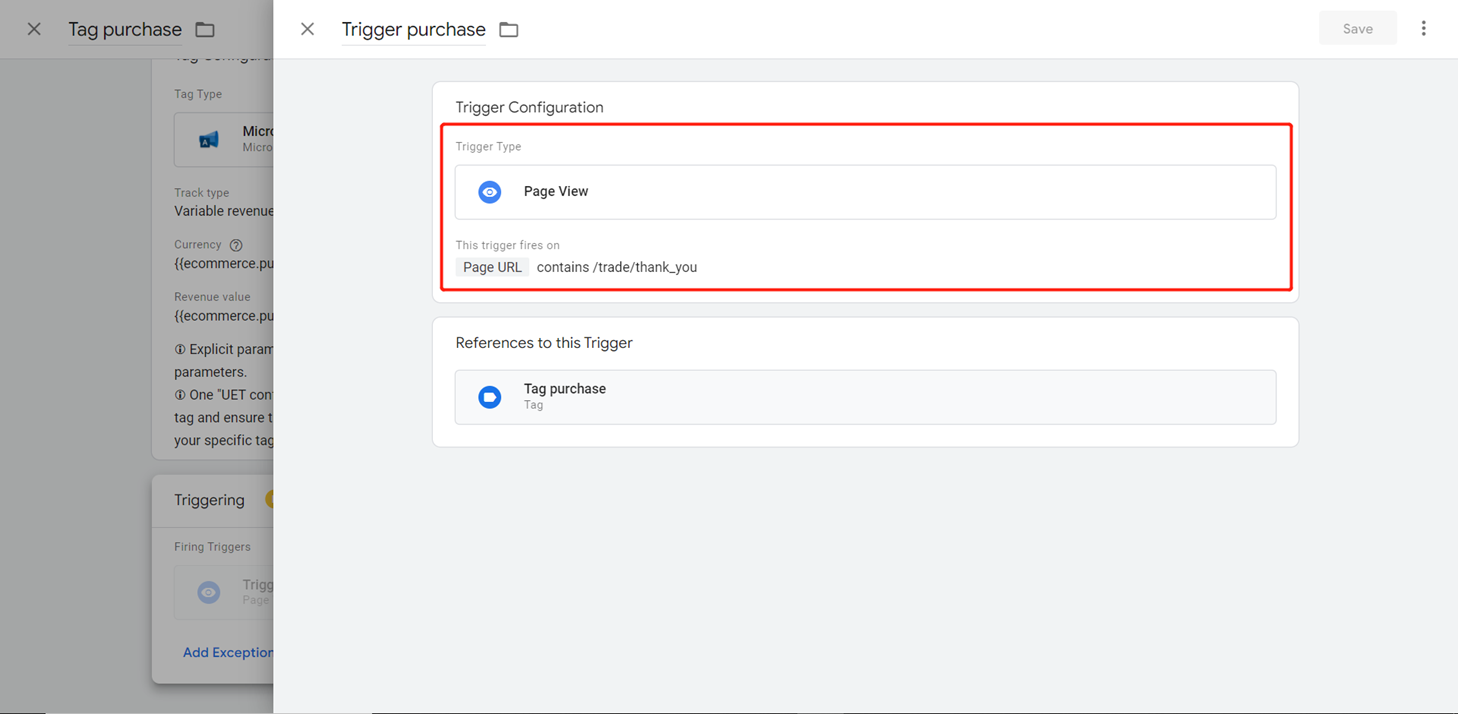 Tag purchase
Tag Type
Micro
Micro
Track type
Variable revenue
Currency
{{ecommerce.pu
Revenue value
{{ecommerce.pu
Explicit param
parameters.
One "UET con
tag and ensure t
your specific tag
Triggering
Firing Triggers
Trigg
Page
Add Exception
Trigger purchase
Save
Trigger Configuration
Trigger Type
Page View
This trigger fires on
Page URL contains /trade/thank_you
References to this Trigger
Tag purchase
Tag